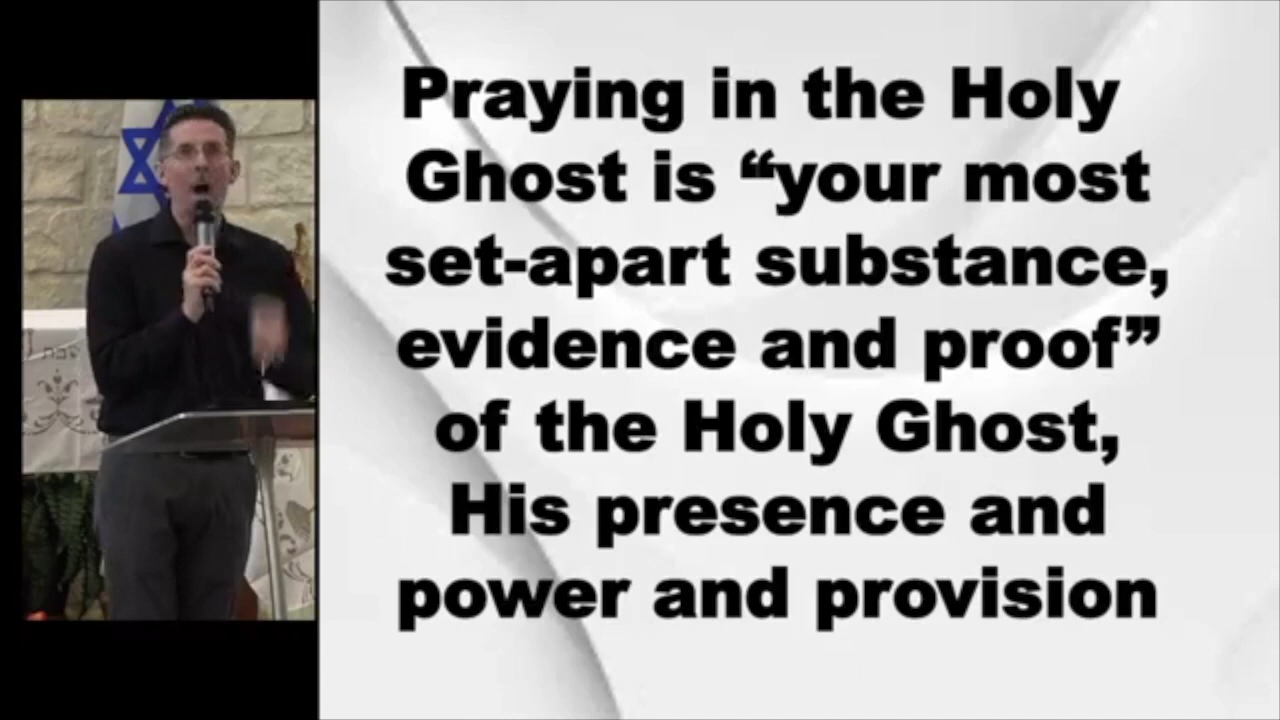 Praying in the Holy
Ghost is “your most
set-apart substance,
evidence and proof”
of the Holy Ghost,
His presence and
power and provision
שבת